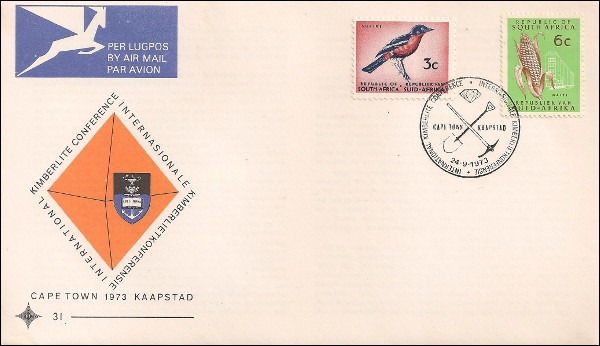 PER LUGPOS
BY AIR MAIL
PAR AVION
3c
REPUBLIC OF SOUTH AFRICA
REPUBLIEK VAN SUID-AFRIKA
REPUBLIC OF
SOUTH AFRICA
6c
REPUBLIEK VAN
SUID-AFRIKA
INTERNATIONAL KIMBERLITE CONFERENCE
INTERNASIONALE KIMBERLIETKONFERENSIE
CAPE TOWN KAAPSTAD
24-9-1973
INTERNATIONAL KIMBERLITE CONFERENCE
INTERNASIONALE KIMBERLIETKONFERENSIE
CAPE TOWN 1973 KAAPSTAD
31